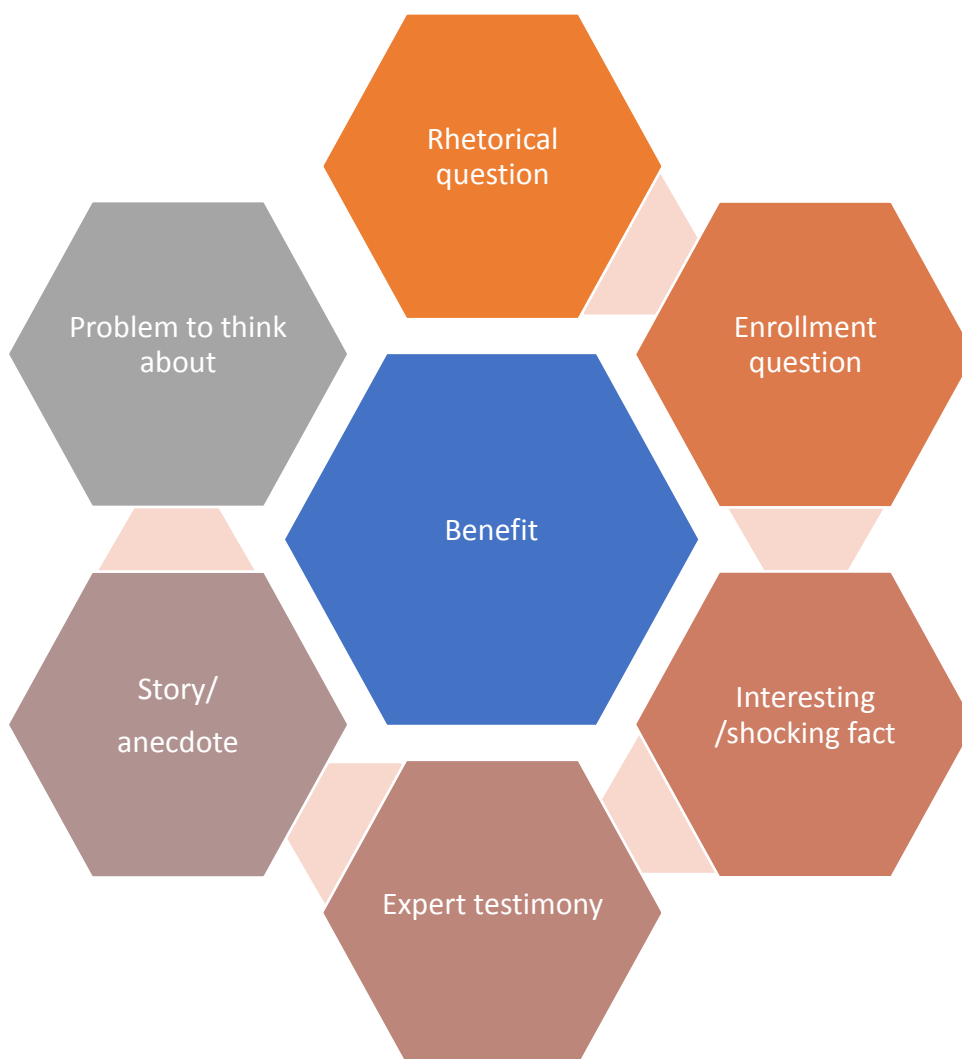 Rhetorical
question
Enrollment
question
Interesting
/shocking fact
Expert testimony
Story/
anecdote
Problem to think
about
Benefit